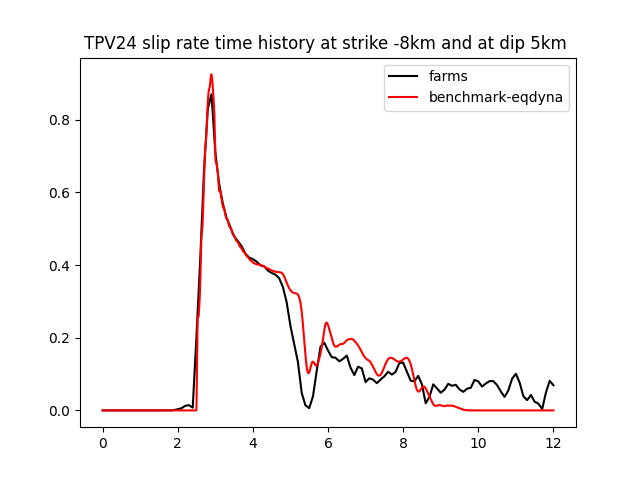 TPV24 slip rate time history at strike -8km and at dip 5km
farms
benchmark-eqdyna
0.8
0.6
0.4
0.2
0.0
0 2 4 6 8 10 12